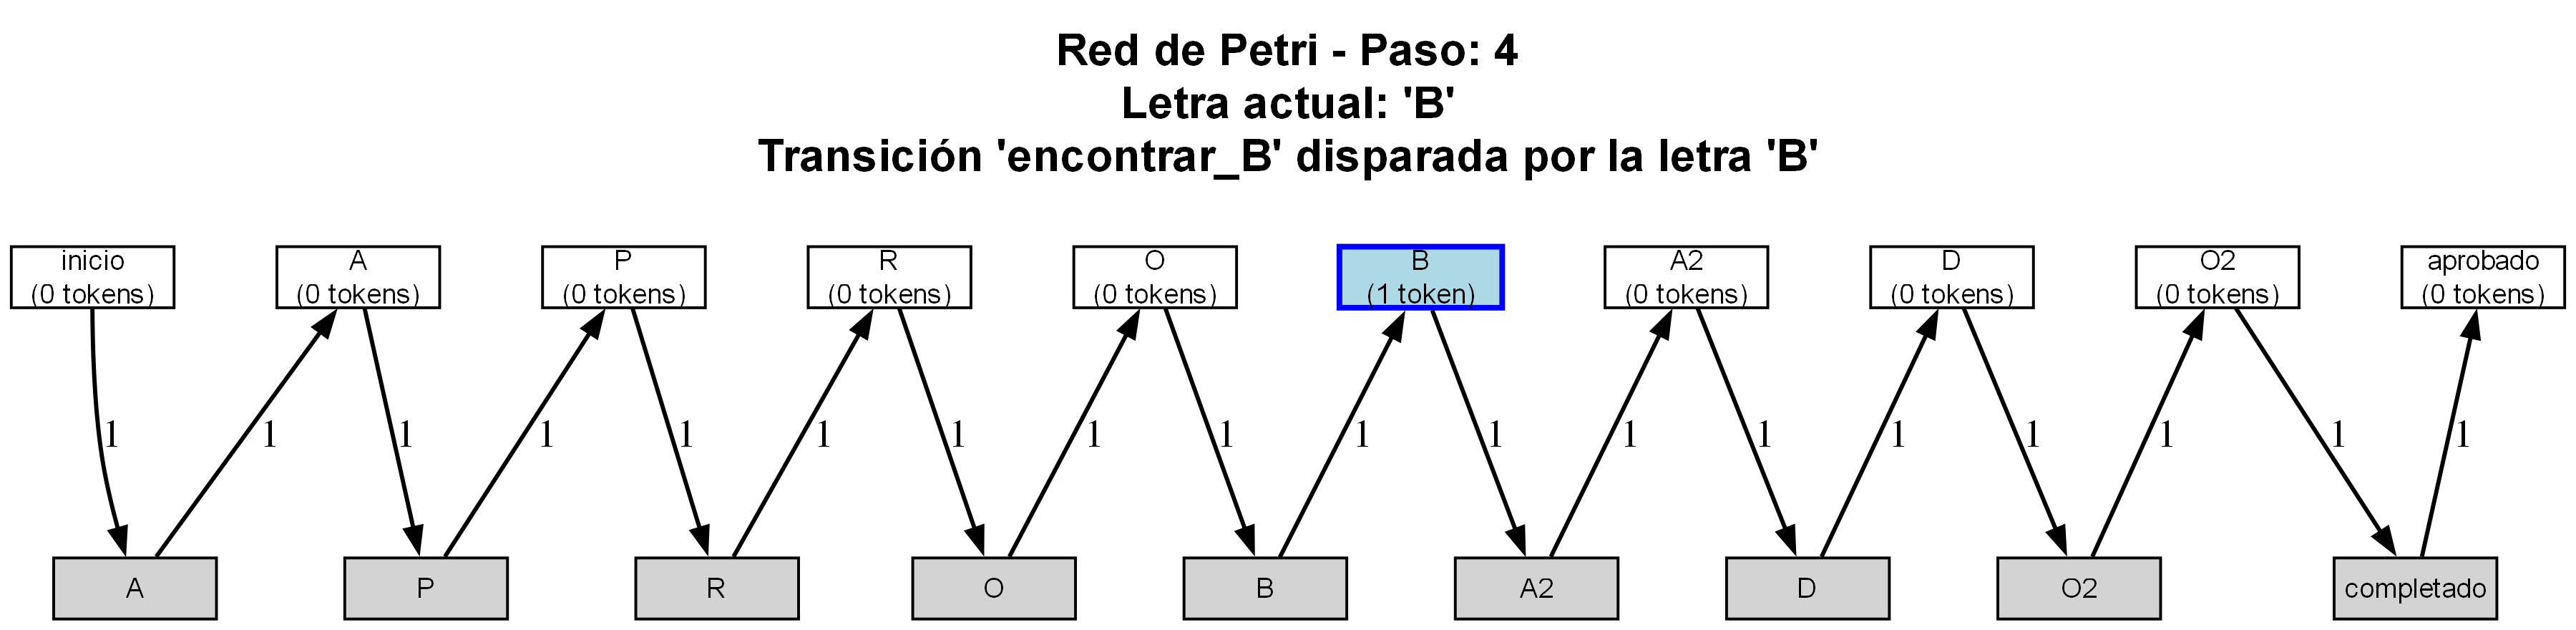 Red de Petri - Paso: 4
Letra actual: 'B'
Transición 'encontrar_B' disparada por la letra 'B'
inicio
(0 tokens)
A
(0 tokens)
P
(0 tokens)
R
(0 tokens)
O
(0 tokens)
B
(1 token)
A2
(0 tokens)
D
(0 tokens)
O2
(0 tokens)
aprobado
(0 tokens)
1 1 1 1 1 1 1 1 1 1 1 1 1 1 1 1 1 1
A
P
R
O
B
A2
D
O2
completado